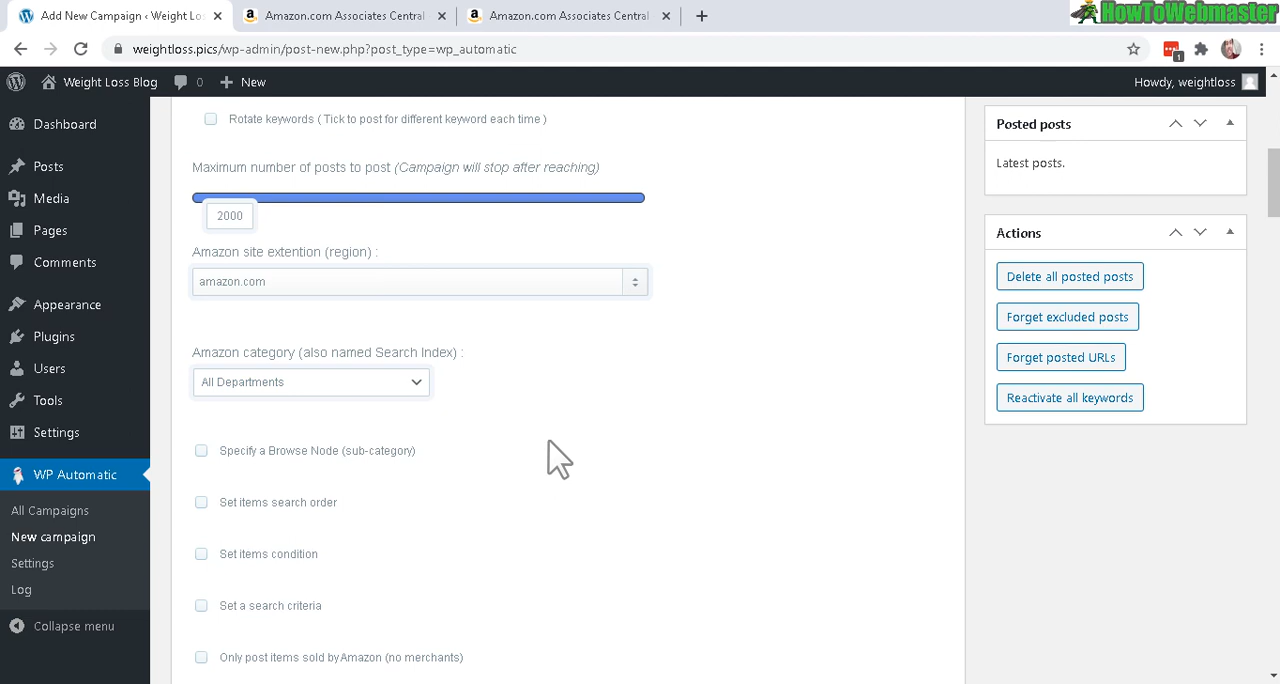 Add New Campaign ‹ Weight Los
Amazon.com Associates Central
Amazon.com Associates Central
HowToWebmaster
weightloss.pics/wp-admin/post-new.php?post_type=wp_automatic
1
Weight Loss Blog
0
New
Howdy, weightloss
Dashboard
Posts
Media
Pages
Comments
Appearance
Plugins
Users
Tools
Settings
WP Automatic
All Campaigns
New campaign
Settings
Log
Collapse menu
Rotate keywords ( Tick to post for different keyword each time )
Maximum number of posts to post (Campaign will stop after reaching)
2000
Amazon site extention (region) :
amazon.com
Amazon category (also named Search Index) :
All Departments
Specify a Browse Node (sub-category)
Set items search order
Set items condition
Set a search criteria
Only post items sold by Amazon (no merchants)
Posted posts
Latest posts.
Actions
Delete all posted posts
Forget excluded posts
Forget posted URLs
Reactivate all keywords